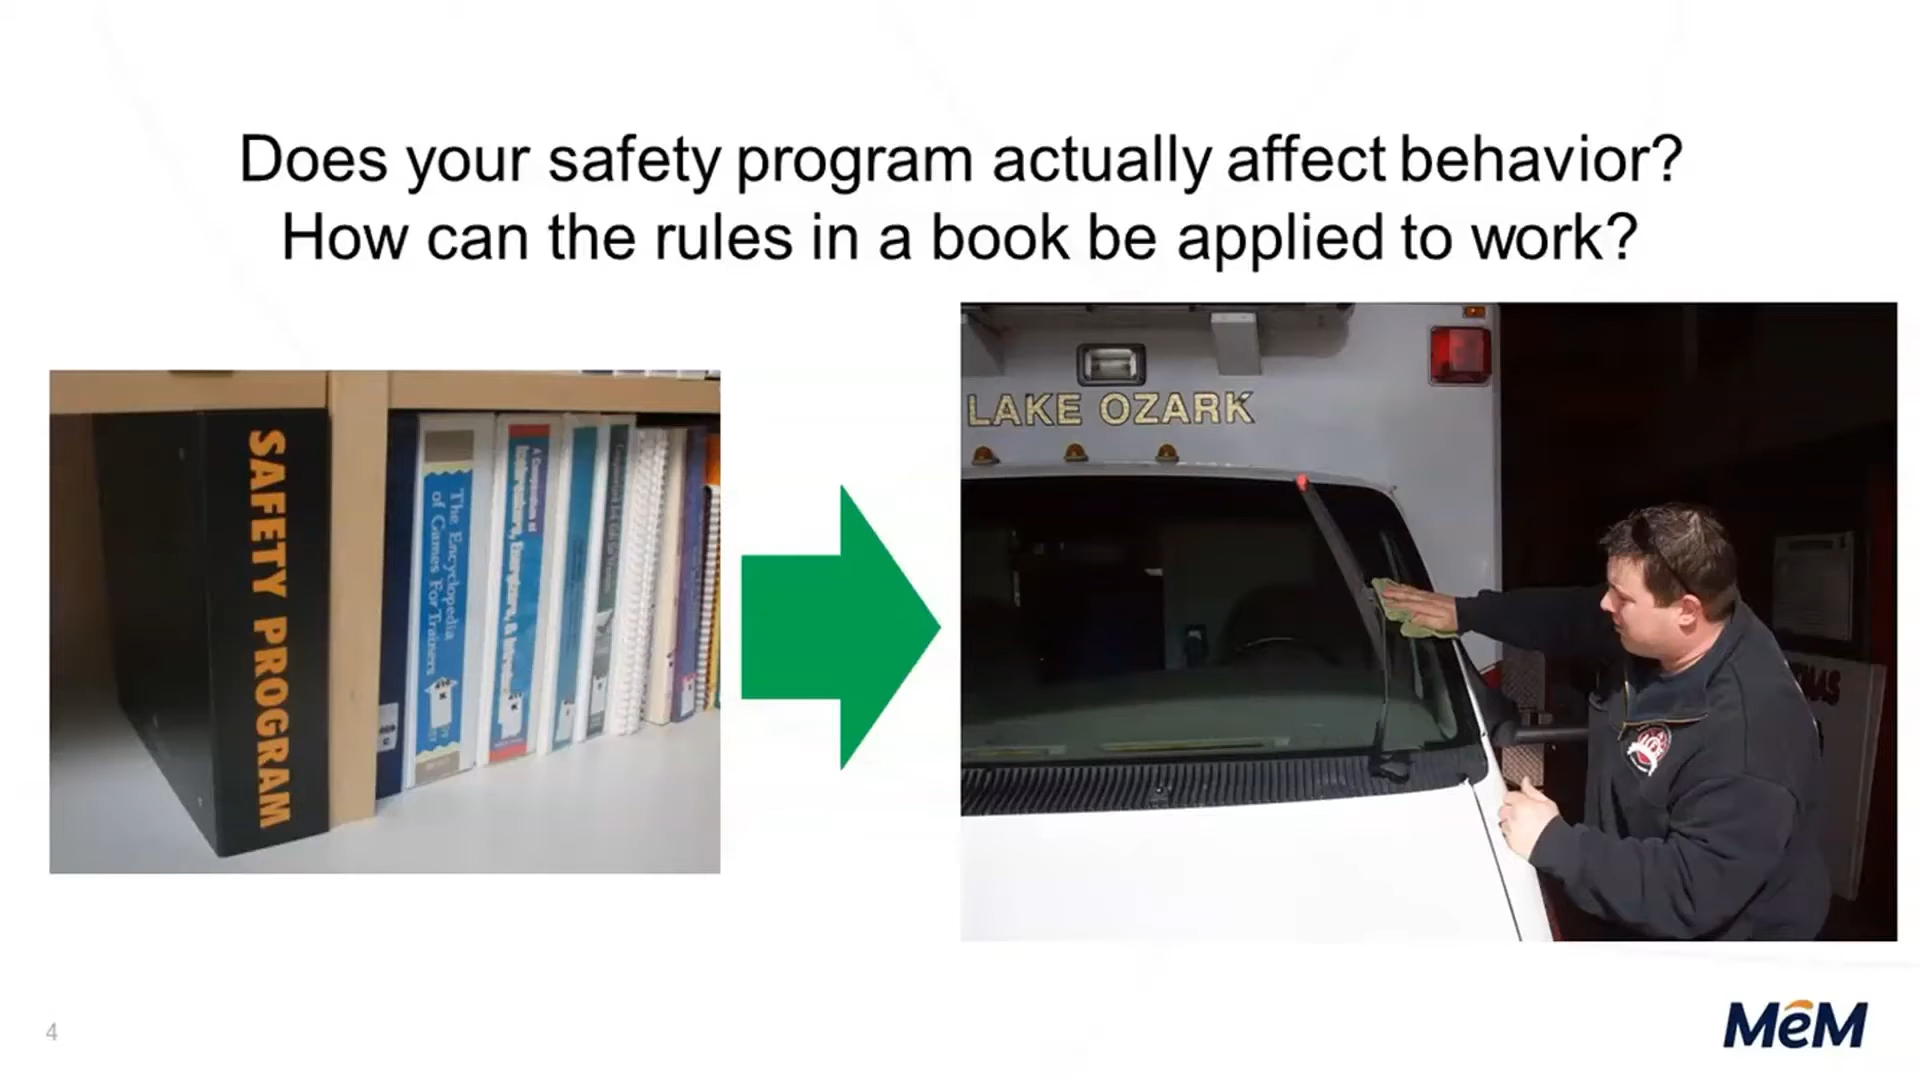 Does your safety program actually affect behavior?
How can the rules in a book be applied to work?
SAFETY PROGRAM
The Encyclopedia
of Games For Trainers
LAKE OZARK
4
MeM